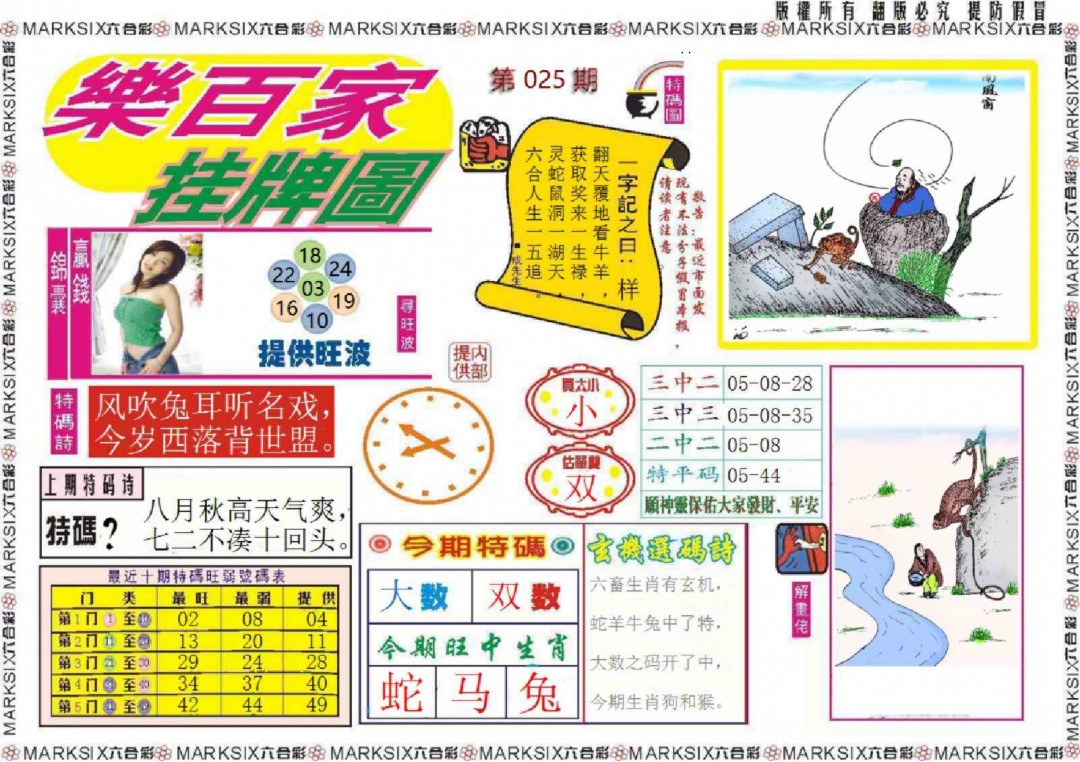 版權所有 翻版必究 提防假冒
MARKSIX六合彩 MARKSIX六合彩 MARKSIX六合彩 MARKSIX六合彩 MARKSIX六合彩 MARKSIX六合彩 MARKSIX六合彩
樂百家
挂牌圖
第 025 期
特碼圖
一字記之曰：样
翻天覆地看牛羊，
获取奖来一生禄，
灵蛇鼠洞一湖天，
六合人生一五追。
敬告：最近市面发
现有不法分子假冒本报，
请读者注意
贏錢
錦囊
18
22
24
03
16
19
10
提供旺波
尋旺波
内部
提供
特碼詩
风吹兔耳听名戏，
今岁西落背世盟。
買大小
小
估單雙
双
三中二 05-08-28
三中三 05-08-35
二中二 05-08
特平码 05-44
願神靈保佑大家發財、平安
上期特码诗
特碼？
八月秋高天气爽，
七二不凑十回头。
最近十期特碼旺弱號碼表
门 类 最旺 最弱 提供
第1门 1 至10 02 08 04
第2门 11 至20 13 20 11
第3门 21 至30 29 24 28
第4门 31 至40 34 37 40
第5门 41 至49 42 44 49
今期特碼
大数 双数
今期旺中生肖
蛇 马 兔
玄機選碼詩
六畜生肖有玄机，
蛇羊牛兔中了特，
大数之码开了中，
今期生肖狗和猴。
解畫佬
MARKSIX六合彩 MARKSIX六合彩 MARKSIX六合彩 MARKSIX六合彩 MARKSIX六合彩 MARKSIX六合彩 MARKSIX六合彩